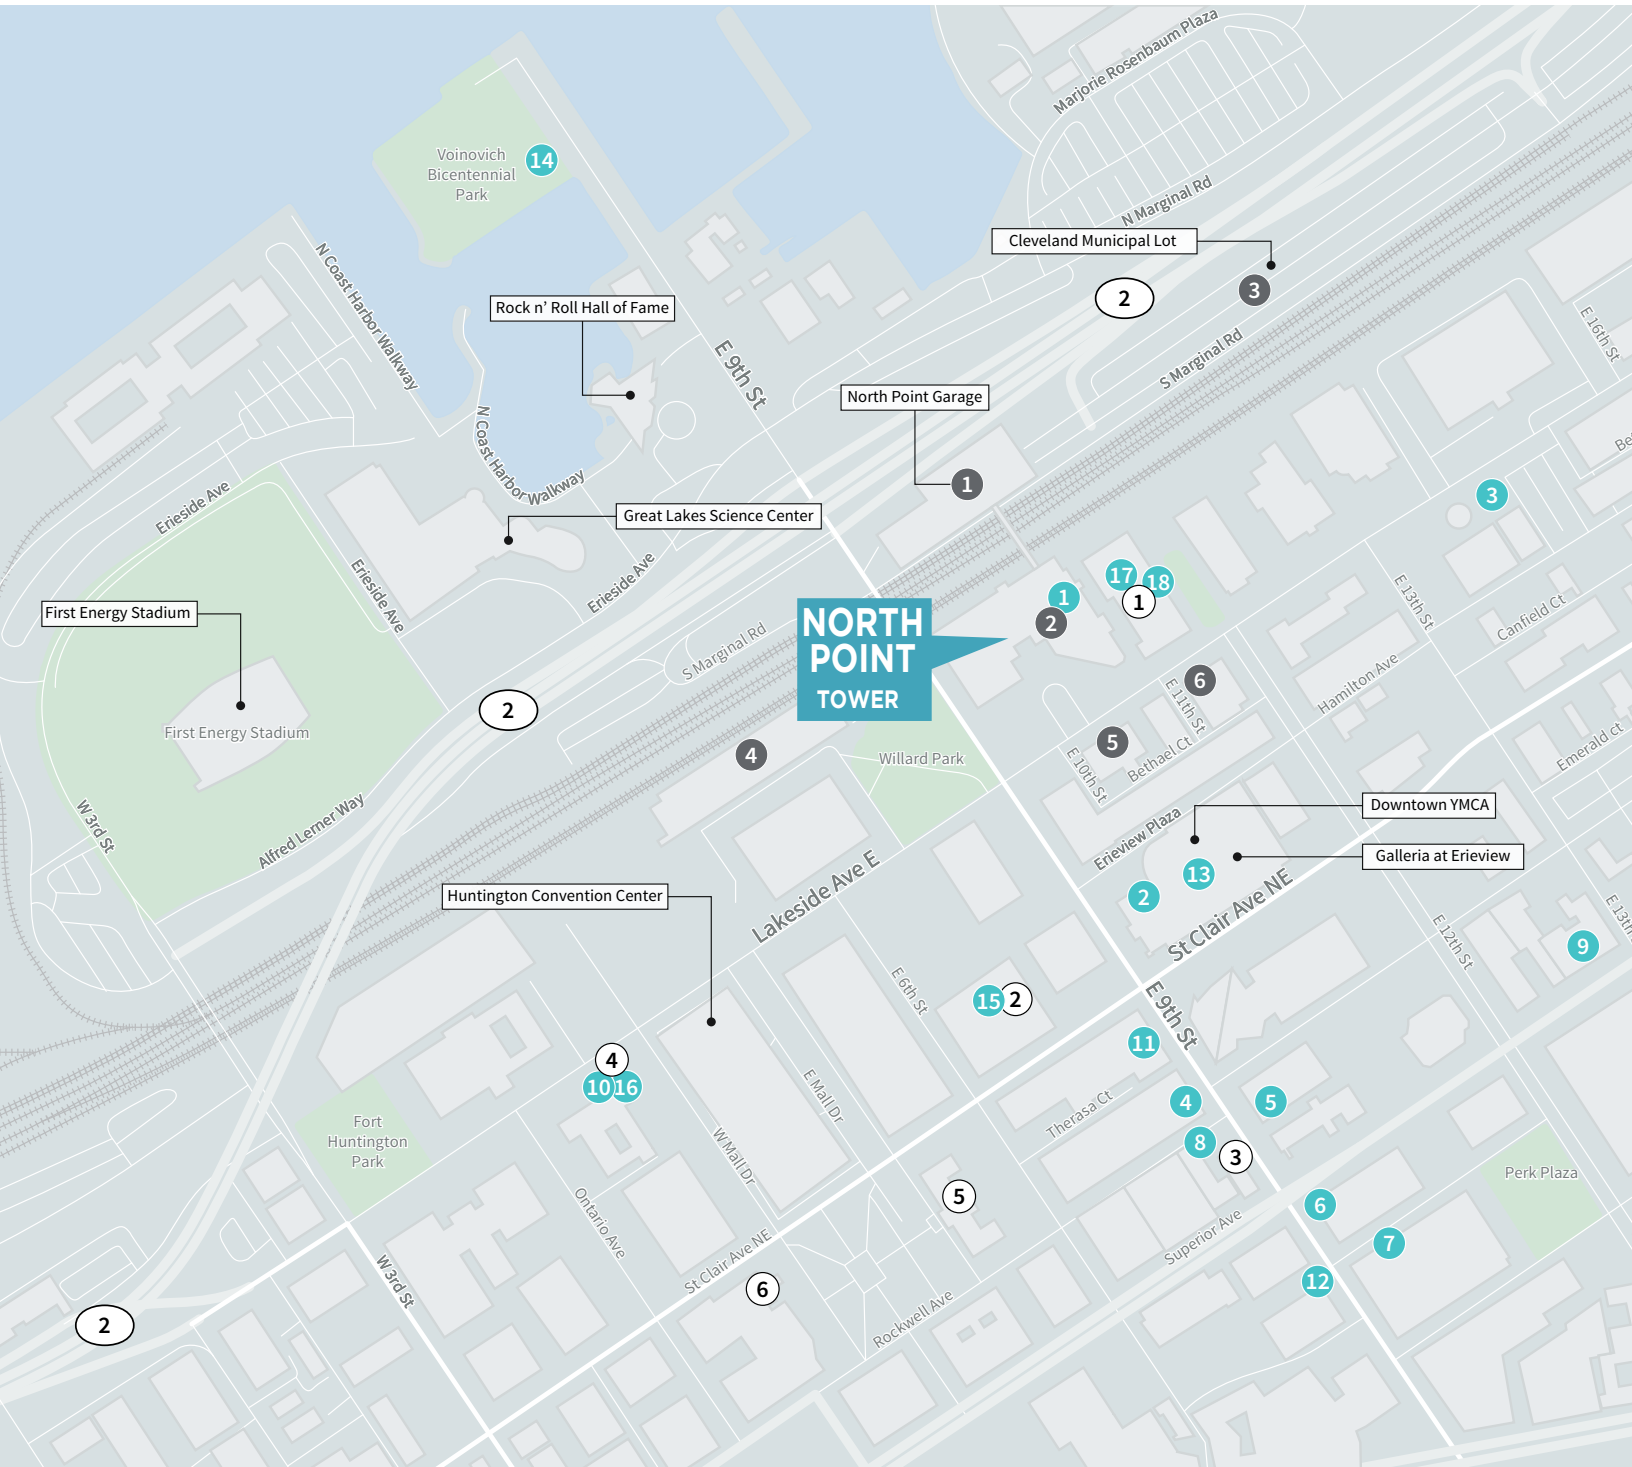 Marjorie Rosenbaum Plaza
Voinovich
Bicentennial
Park
14
N Marginal Rd
Cleveland Municipal Lot
2
3
N Coast Harbor Walkway
Rock n' Roll Hall of Fame
E 9th St
S Marginal Rd
E 16th St
North Point Garage
1
N Coast Harbor Walkway
Be
3
Erieside Ave
Great Lakes Science Center
Erieside Ave
Erieside Ave
First Energy Stadium
First Energy Stadium
S Marginal Rd
NORTH
POINT
TOWER
1
2
17
18
1
E 13th St
Canfield Ct
6
E 11th St
Hamilton Ave
2
4
Willard Park
5
E 10th St
Bethael Ct
Emerald ct
W 3rd St
Alfred Lerner Way
Downtown YMCA
Erieview Plaza
Galleria at Erieview
13
2
Huntington Convention Center
Lakeside Ave E
St Clair Ave NE
E 12th St
E 13th
9
E 6th St
15
2
E 9th St
11
4
10
16
E Mall Dr
Therasa Ct
4
5
Fort
Huntington
Park
W Mall Dr
8
3
Perk Plaza
Ontario Ave
5
6
Superior Ave
7
W 3rd St
St Clair Ave NE
6
12
Rockwell Ave
2